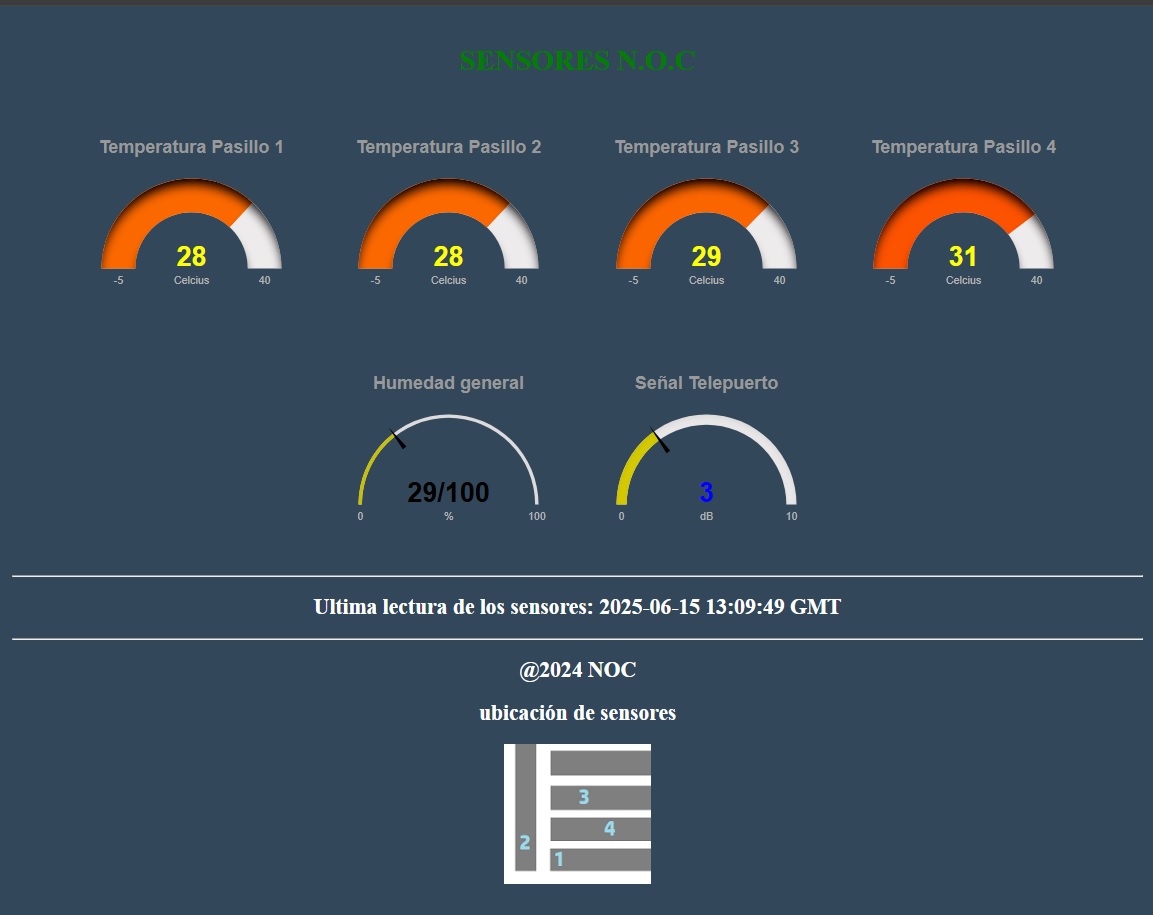 SENSORES N.O.C
Temperatura Pasillo 1 Temperatura Pasillo 2 Temperatura Pasillo 3 Temperatura Pasillo 4
28 28 29 31
-5 Celcius 40 -5 Celcius 40 -5 Celcius 40 -5 Celcius 40
Humedad general Señal Telepuerto
29/100 3
0 % 100 0 dB 10
Ultima lectura de los sensores: 2025-06-15 13:09:49 GMT
@2024 NOC
ubicación de sensores
3
4
2
1